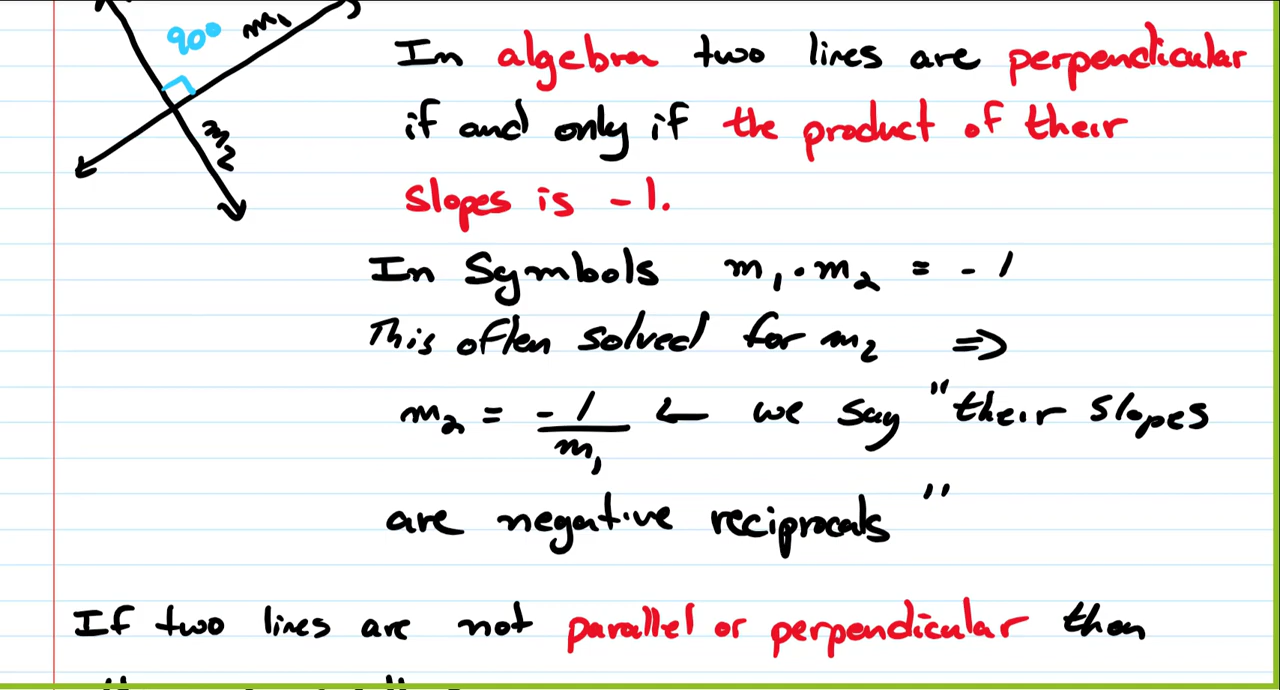 90° m₁
m₂
In algebra two lines are perpendicular
if and only if the product of their
slopes is -1.
In Symbols m₁ · m₂ = -1
This often solved for m₂ ⇒
m₂ = -1/m₁ ← we say "their slopes
are negative reciprocals"
If two lines are not parallel or perpendicular then